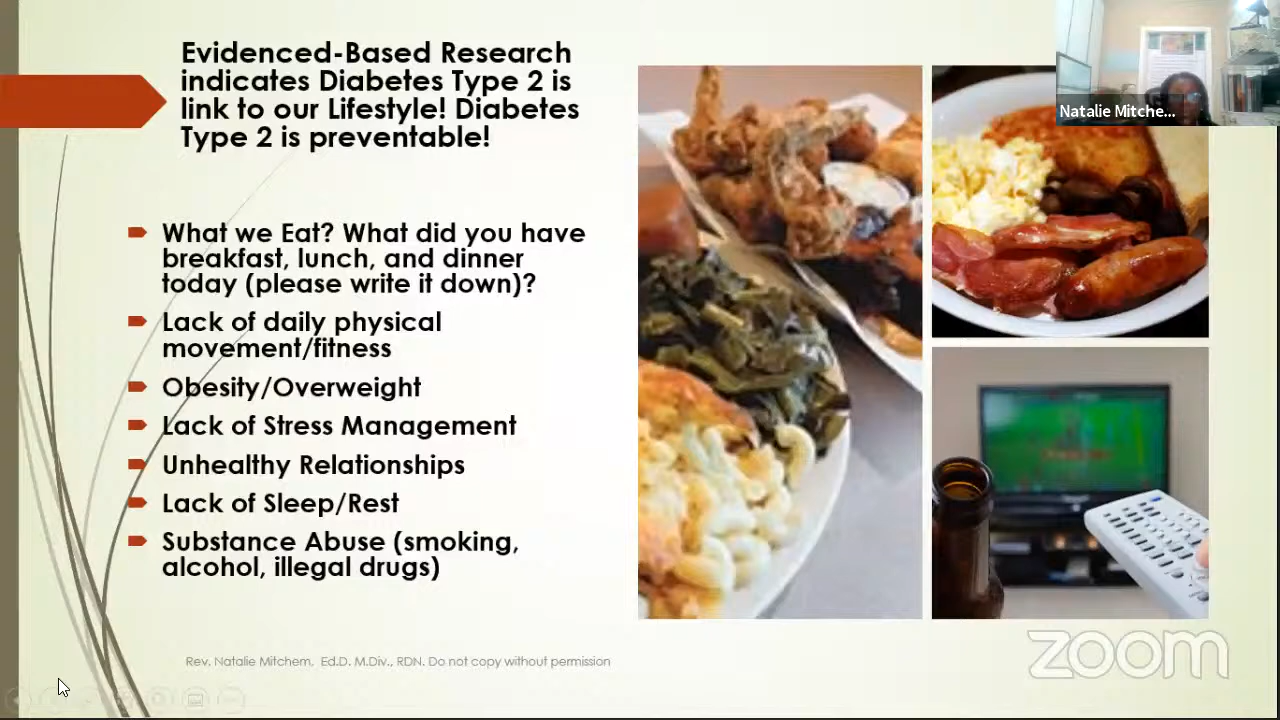 Evidenced-Based Research
indicates Diabetes Type 2 is
link to our Lifestyle! Diabetes
Type 2 is preventable!
What we Eat? What did you have
breakfast, lunch, and dinner
today (please write it down)?
Lack of daily physical
movement/fitness
Obesity/Overweight
Lack of Stress Management
Unhealthy Relationships
Lack of Sleep/Rest
Substance Abuse (smoking,
alcohol, illegal drugs)
Rev. Natalie Mitchem, Ed.D. M.Div., RDN. Do not copy without permission
Natalie Mitche...
zoom